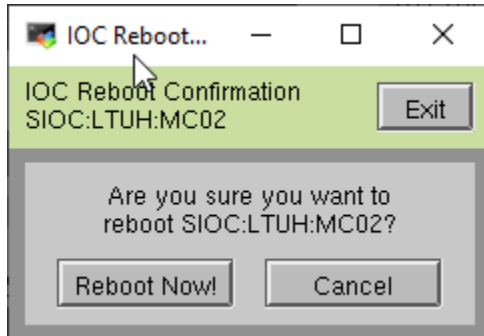 IOC Reboot...
IOC Reboot Confirmation
SIOC:LTUH:MC02
Exit
Are you sure you want to
reboot SIOC:LTUH:MC02?
Reboot Now!
Cancel